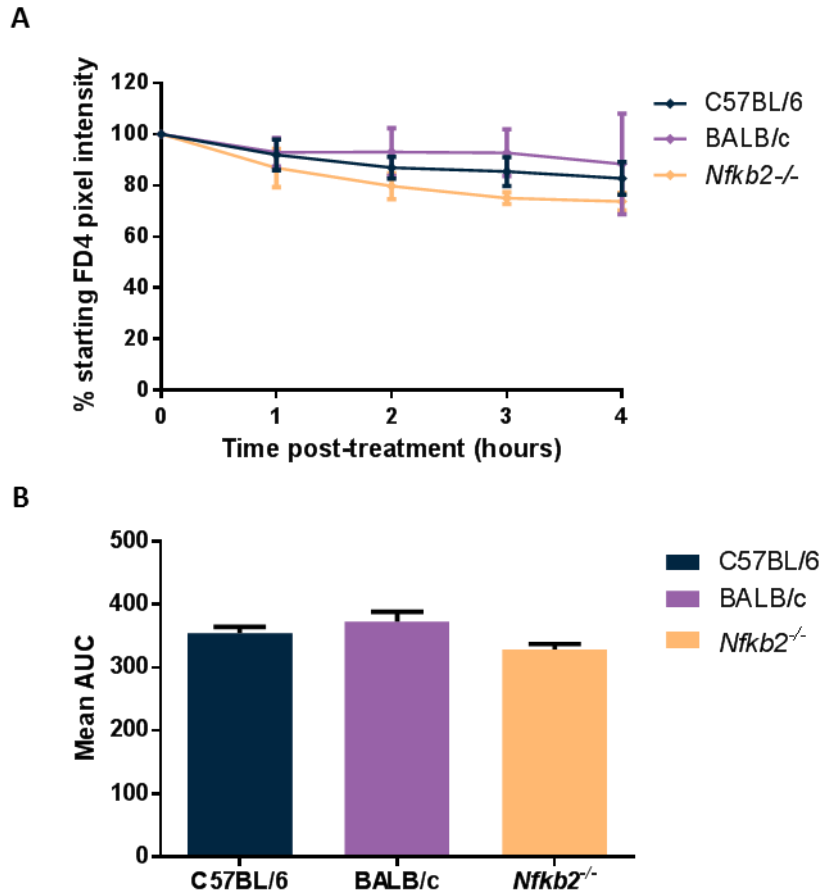 A
% starting FD4 pixel intensity
120
100
80
60
40
20
0
0 1 2 3 4
Time post-treatment (hours)
C57BL/6
BALB/c
Nfkb2-/-
B
Mean AUC
500
400
300
200
100
0
C57BL/6 BALB/c Nfkb2-/-
C57BL/6
BALB/c
Nfkb2-/-